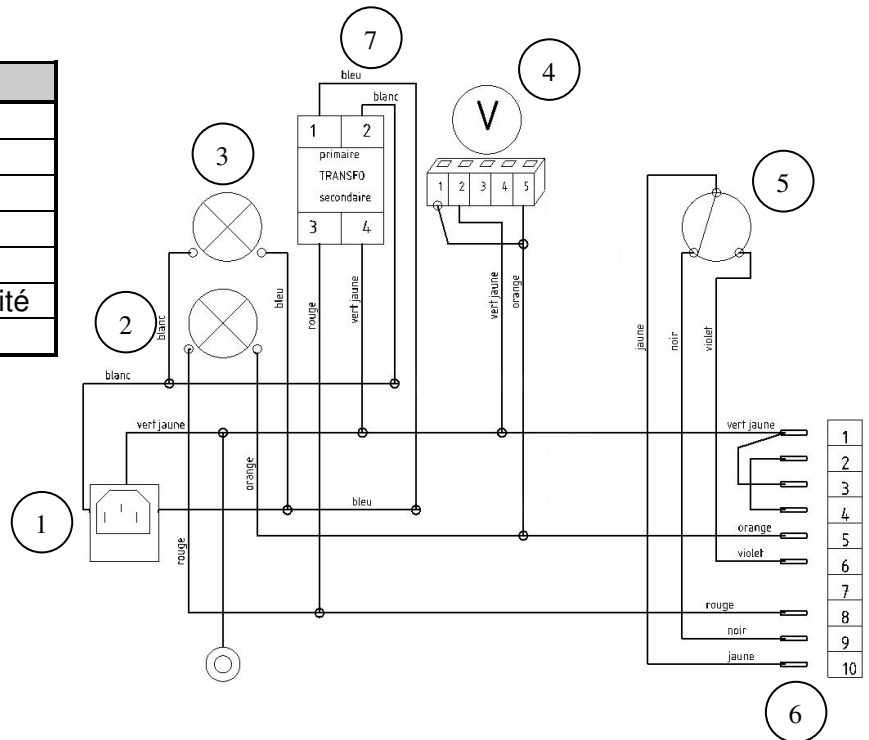 7
4
bleu
blanc
V
3
1 2
primaire
TRANSFO
secondaire
3 4
1 2 3 4 5
5
ité
2
blanc
bleu
rouge
vert jaune
vert jaune
orange
jaune
noir
violet
blanc
vert jaune
vert jaune
1
2
orange
3
bleu
4
1
orange
5
rouge
violet
6
7
rouge
8
noir
9
jaune
10
6